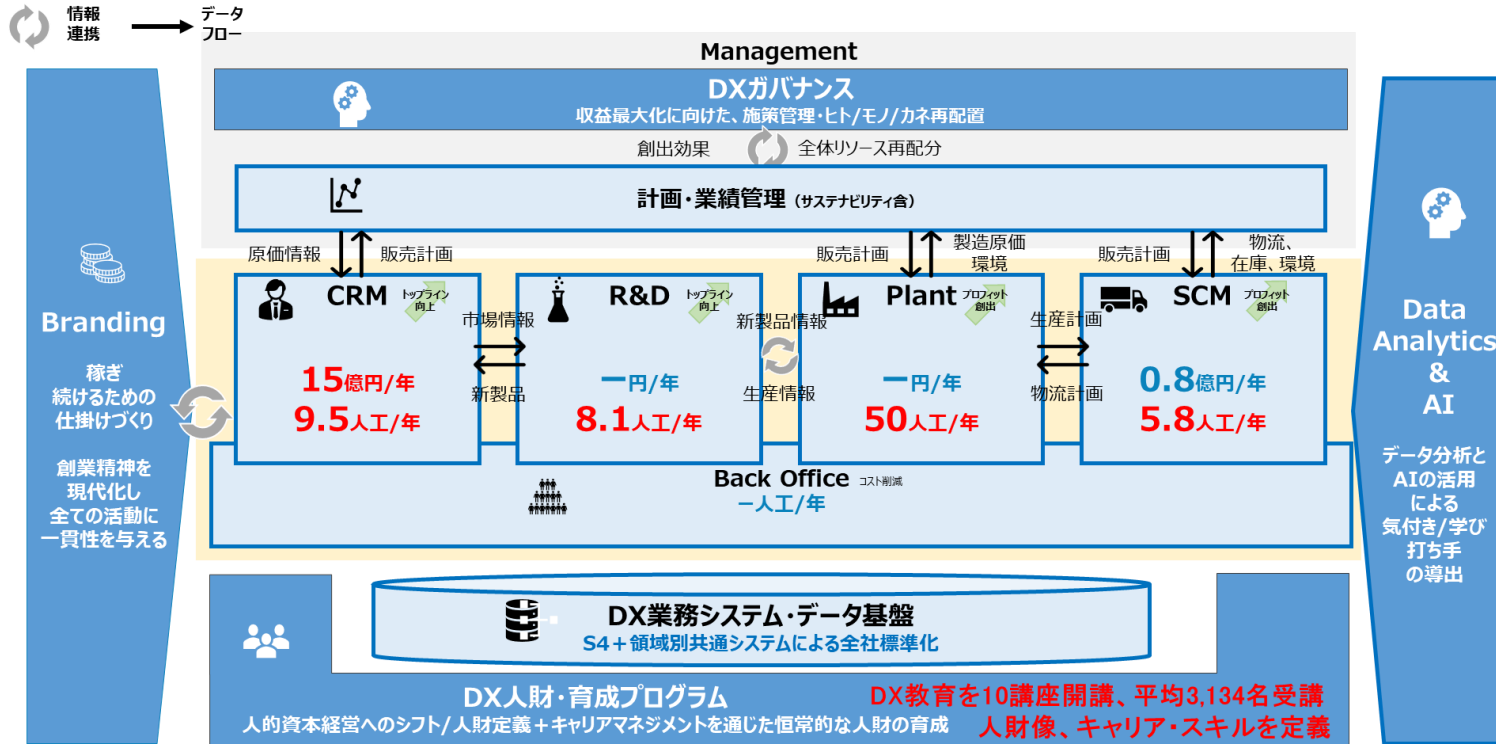 情報
連携
データ
フロー
Management
DXガバナンス
収益最大化に向けた、施策管理・ヒト/モノ/カネ再配置
創出効果
全体リソース再配分
計画・業績管理（サステナビリティ含）
原価情報
販売計画
販売計画
製造原価
環境
販売計画
物流、
在庫、環境
Branding
稼ぎ
続けるための
仕掛けづくり
創業精神を
現代化し
全ての活動に
一貫性を与える
CRM
トップライン
向上
15億円/年
9.5人工/年
市場情報
新製品
R&D
トップライン
向上
ー円/年
8.1人工/年
新製品情報
生産情報
Plant
プロフィット
創出
ー円/年
50人工/年
生産計画
物流計画
SCM
プロフィット
創出
0.8億円/年
5.8人工/年
Back Office コスト削減
ー人工/年
Data
Analytics
&
AI
データ分析と
AIの活用
による
気付き/学び
打ち手
の導出
DX業務システム・データ基盤
S4＋領域別共通システムによる全社標準化
DX人財・育成プログラム
人的資本経営へのシフト/人財定義＋キャリアマネジメントを通じた恒常的な人財の育成
DX教育を10講座開講、平均3,134名受講
人財像、キャリア・スキルを定義